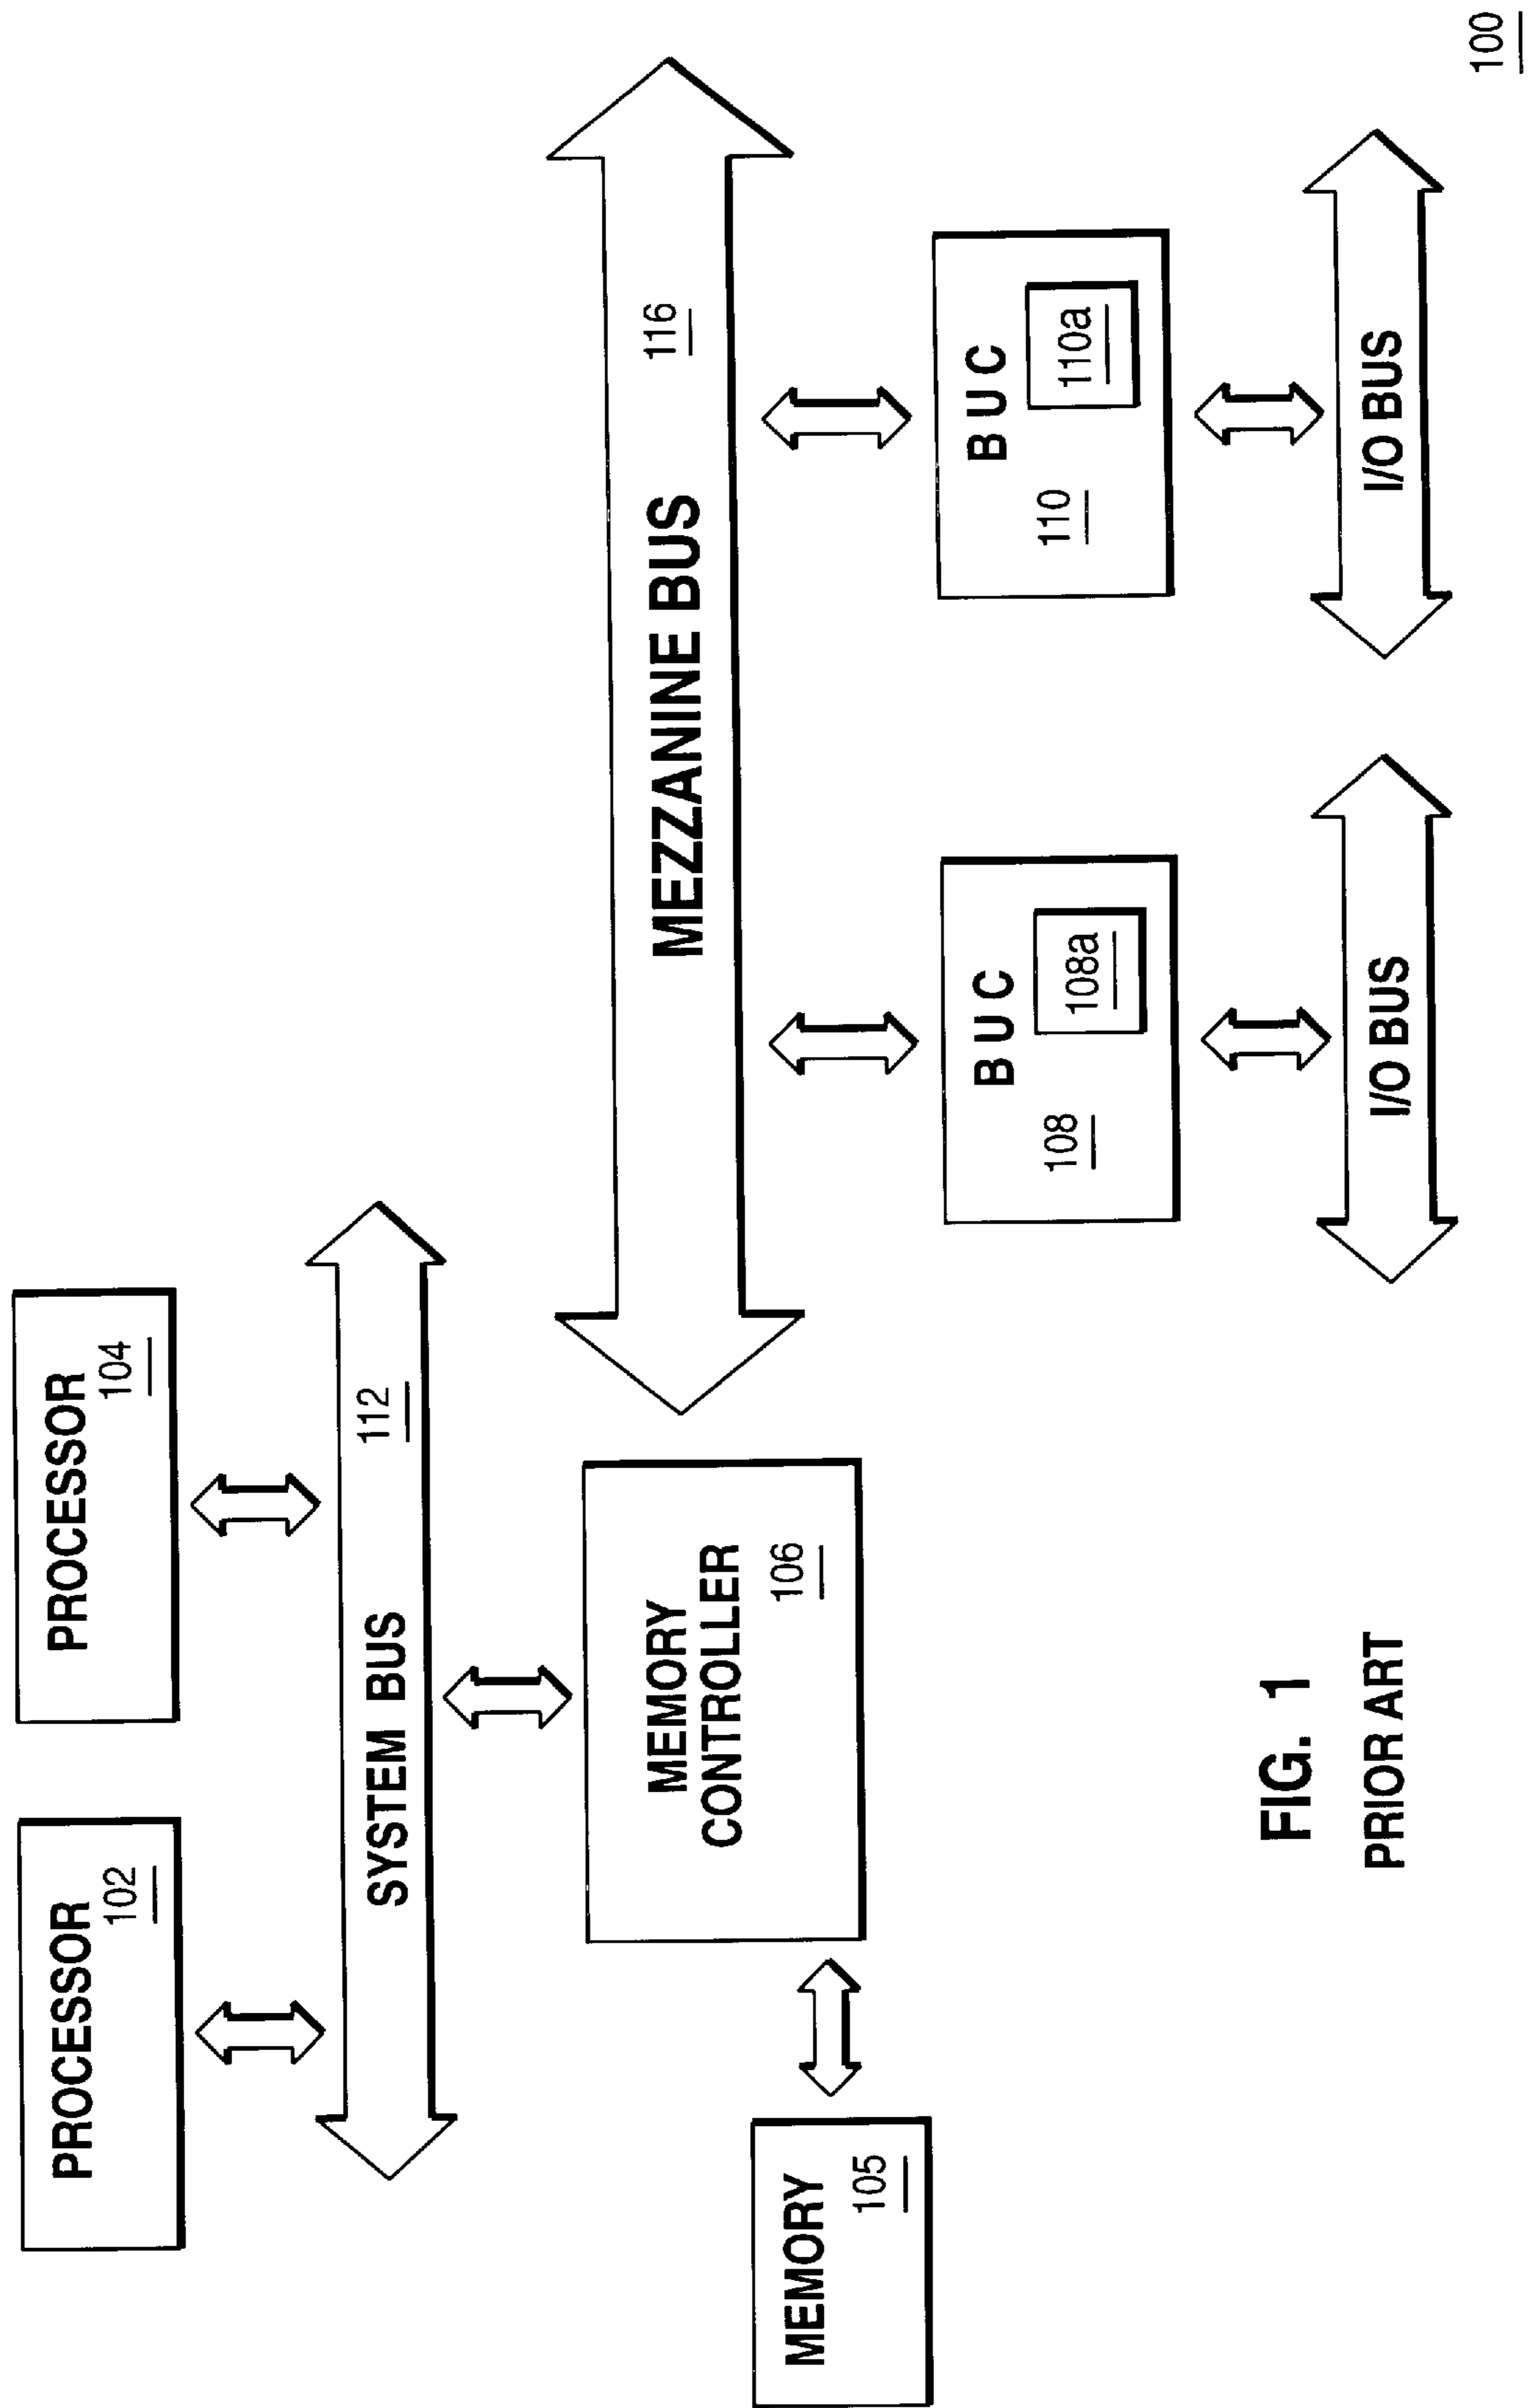 PROCESSOR
102
PROCESSOR
104
SYSTEM BUS
112
MEMORY
105
MEMORY
CONTROLLER
106
MEZZANINE BUS
116
B U C
108
108a
B U C
110
110a
I/O BUS
I/O BUS
FIG. 1
PRIOR ART
100